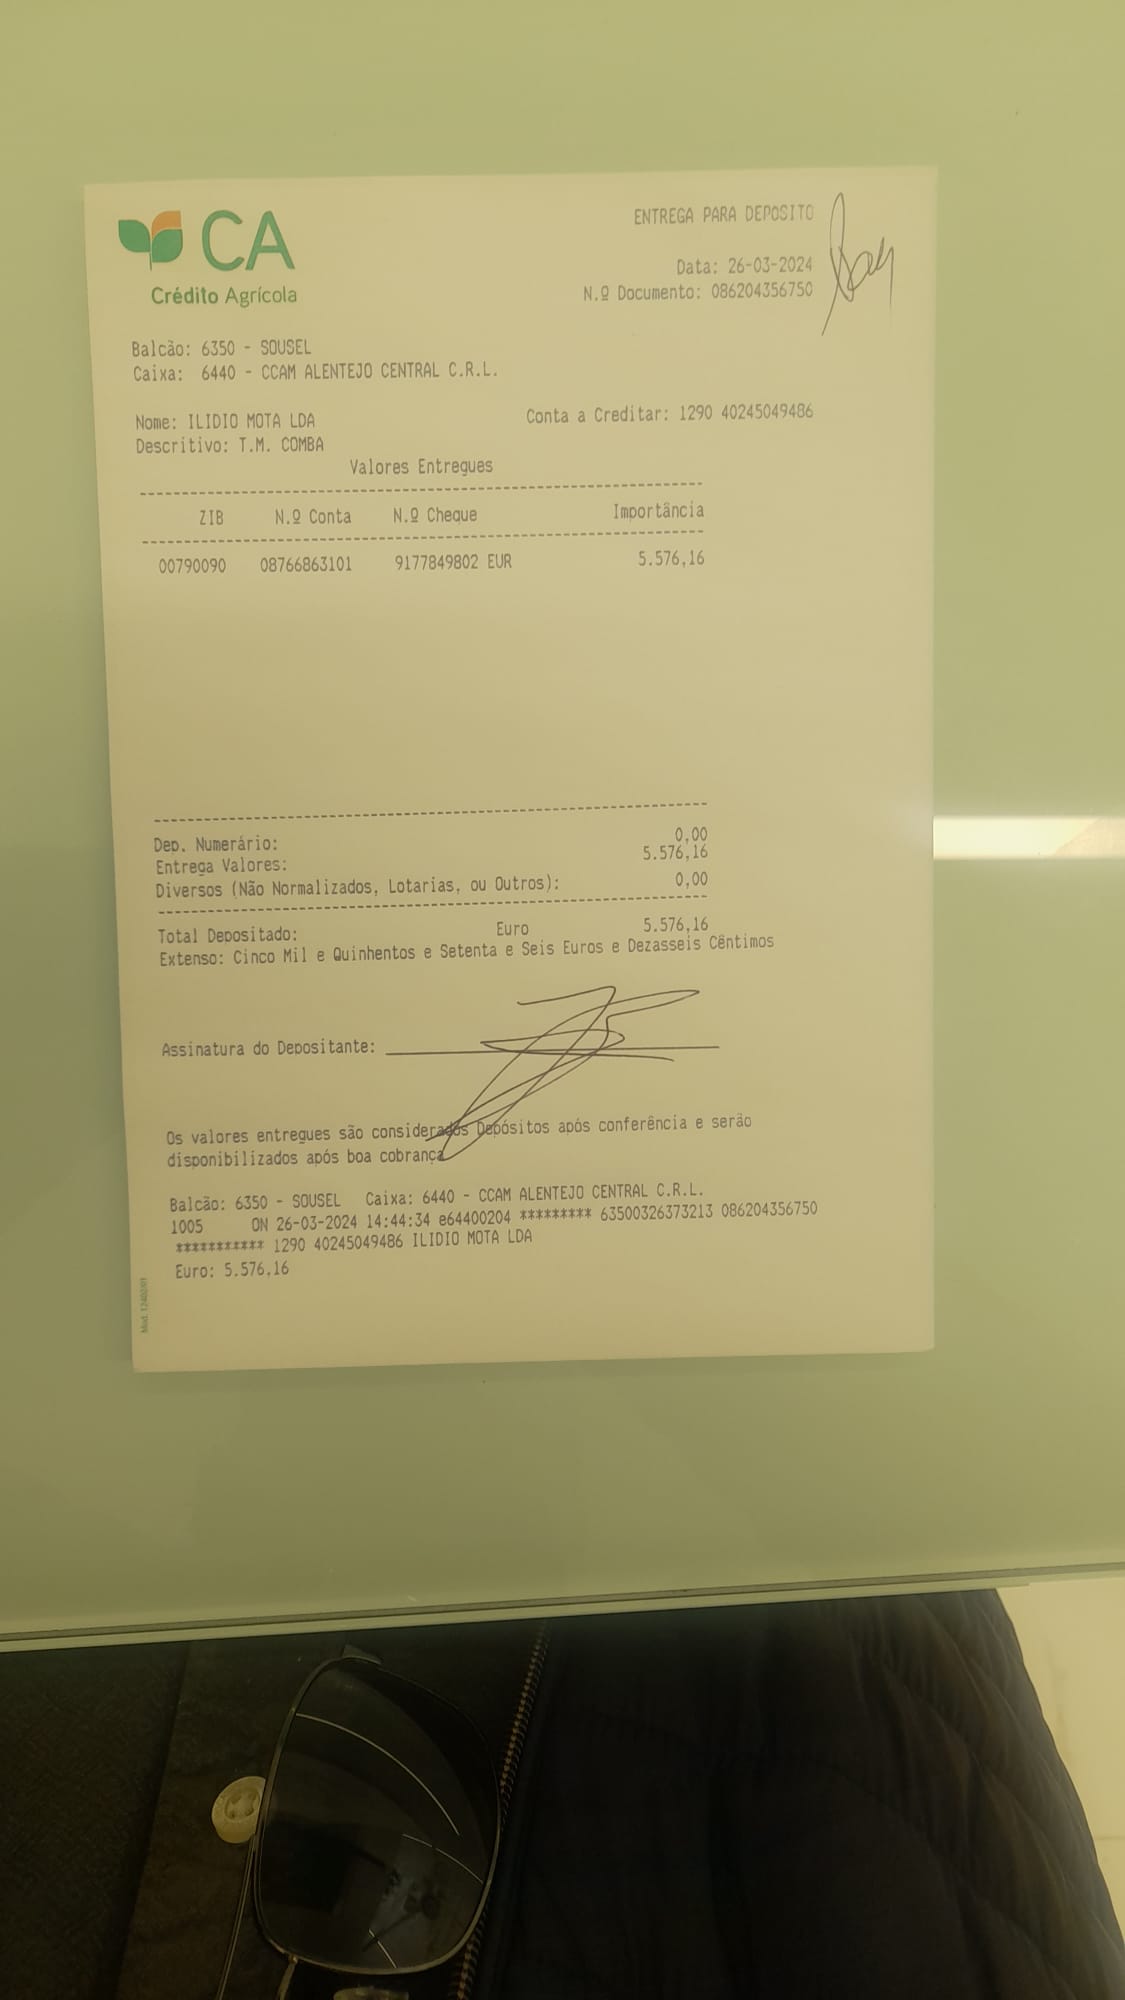 CA
Crédito Agrícola
ENTREGA PARA DEPOSITO
Data: 26-03-2024
N.º Documento: 086204356750
Balcão: 6350 - SOUSEL
Caixa: 6440 - CCAM ALENTEJO CENTRAL C.R.L.
Nome: ILIDIO MOTA LDA Conta a Creditar: 1290 40245049486
Descritivo: T.M. COMBA
Valores Entregues
ZIB N.º Conta N.º Cheque Importância
00790090 08766863101 9177849802 EUR 5.576,16
Dep. Numerário: 0,00
Entrega Valores: 5.576,16
Diversos (Não Normalizados, Lotarias, ou Outros): 0,00
Total Depositado: Euro 5.576,16
Extenso: Cinco Mil e Quinhentos e Setenta e Seis Euros e Dezasseis Cêntimos
Assinatura do Depositante:
Os valores entregues são considerados Depósitos após conferência e serão
disponibilizados após boa cobrança
Balcão: 6350 - SOUSEL Caixa: 6440 - CCAM ALENTEJO CENTRAL C.R.L.
1005 ON 26-03-2024 14:44:34 e64400204 ********* 63500326373213 086204356750
*********** 1290 40245049486 ILIDIO MOTA LDA
Euro: 5.576,16